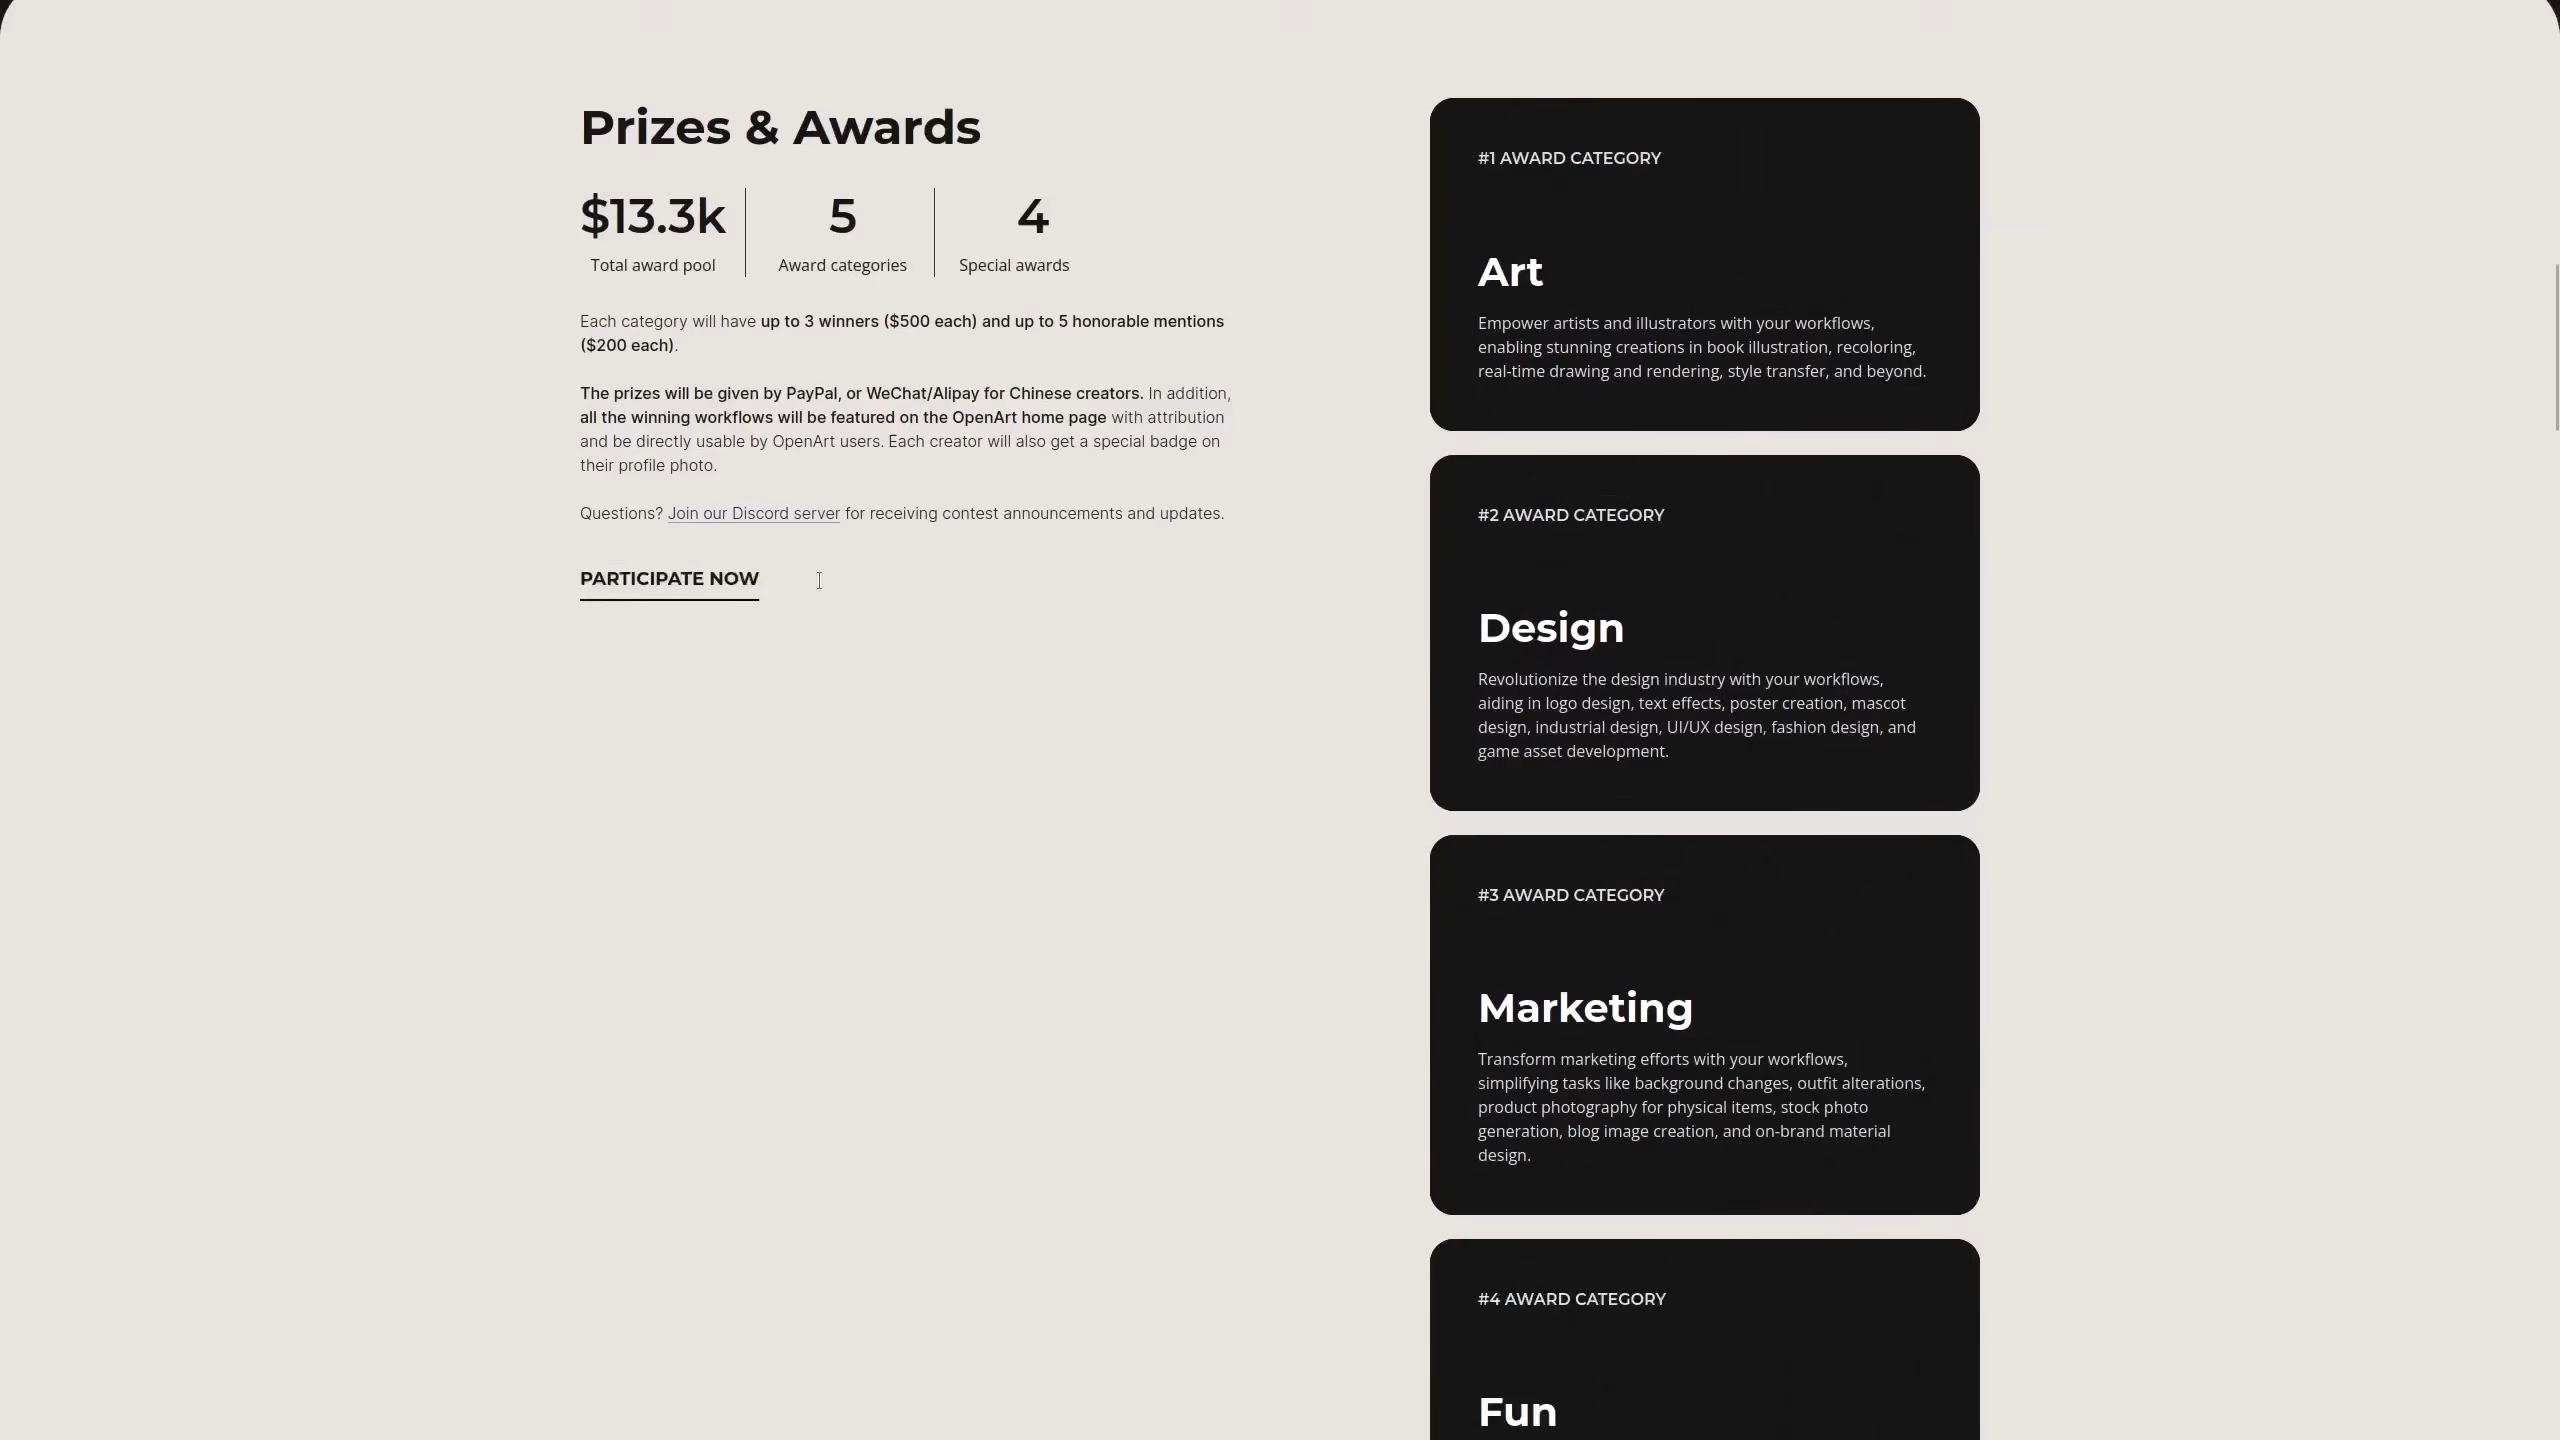 Prizes & Awards
$13.3k
Total award pool
5
Award categories
4
Special awards
Each category will have up to 3 winners ($500 each) and up to 5 honorable mentions
($200 each).
The prizes will be given by PayPal, or WeChat/Alipay for Chinese creators. In addition,
all the winning workflows will be featured on the OpenArt home page with attribution
and be directly usable by OpenArt users. Each creator will also get a special badge on
their profile photo.
Questions? Join our Discord server for receiving contest announcements and updates.
PARTICIPATE NOW
#1 AWARD CATEGORY
Art
Empower artists and illustrators with your workflows,
enabling stunning creations in book illustration, recoloring,
real-time drawing and rendering, style transfer, and beyond.
#2 AWARD CATEGORY
Design
Revolutionize the design industry with your workflows,
aiding in logo design, text effects, poster creation, mascot
design, industrial design, UI/UX design, fashion design, and
game asset development.
#3 AWARD CATEGORY
Marketing
Transform marketing efforts with your workflows,
simplifying tasks like background changes, outfit alterations,
product photography for physical items, stock photo
generation, blog image creation, and on-brand material
design.
#4 AWARD CATEGORY
Fun